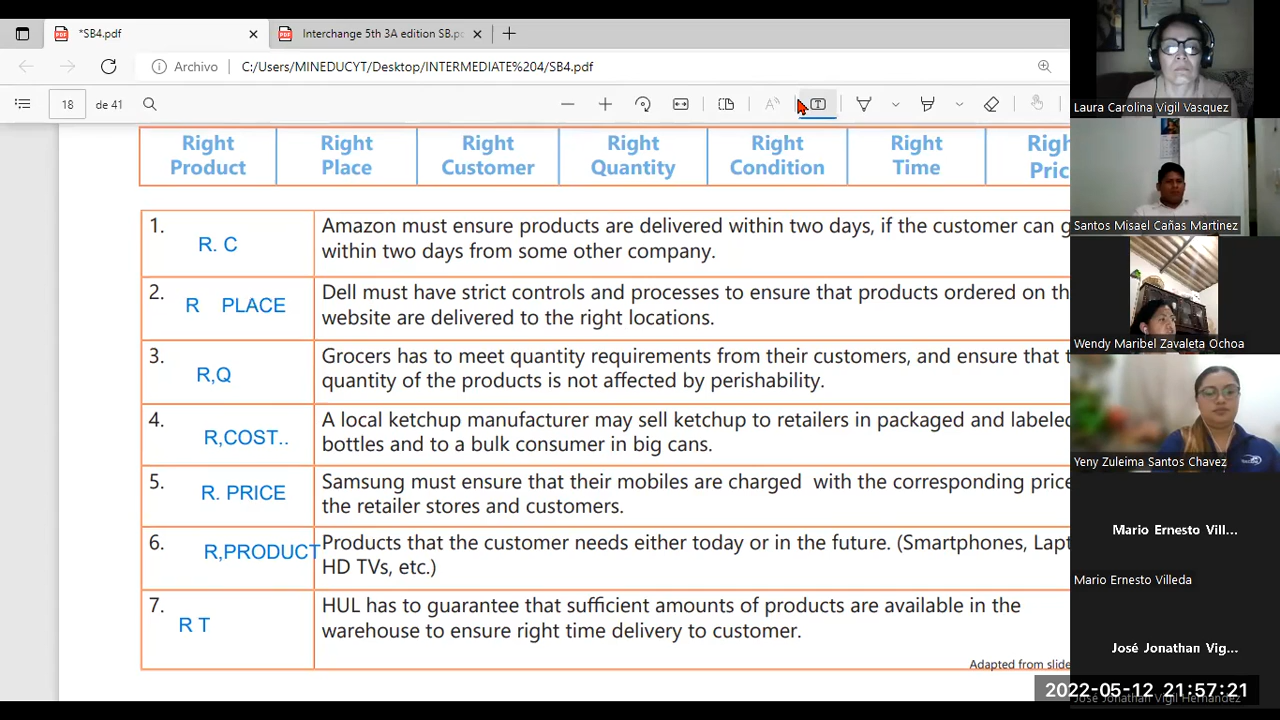 *SB4.pdf
Interchange 5th 3A edition SB.pc
Archivo
C:/Users/MINEDUCYT/Desktop/INTERMEDIATE%204/SB4.pdf
18
de 41
Right Product
Right Place
Right Customer
Right Quantity
Right Condition
Right Time
Righ Pric
1.
R. C
Amazon must ensure products are delivered within two days, if the customer can g
within two days from some other company.
2.
R PLACE
Dell must have strict controls and processes to ensure that products ordered on th
website are delivered to the right locations.
3.
R,Q
Grocers has to meet quantity requirements from their customers, and ensure that t
quantity of the products is not affected by perishability.
4.
R,COST..
A local ketchup manufacturer may sell ketchup to retailers in packaged and labeled
bottles and to a bulk consumer in big cans.
5.
R. PRICE
Samsung must ensure that their mobiles are charged with the corresponding price
the retailer stores and customers.
6.
R,PRODUCT
Products that the customer needs either today or in the future. (Smartphones, Lapt
HD TVs, etc.)
7.
R T
HUL has to guarantee that sufficient amounts of products are available in the
warehouse to ensure right time delivery to customer.
Adapted from slide
Laura Carolina Vigil Vasquez
Santos Misael Cañas Martinez
Wendy Maribel Zavaleta Ochoa
Yeny Zuleima Santos Chavez
Mario Ernesto Vill...
Mario Ernesto Villeda
José Jonathan Vig...
José Jonathan Vigil Hernández
2022-05-12 21:57:21